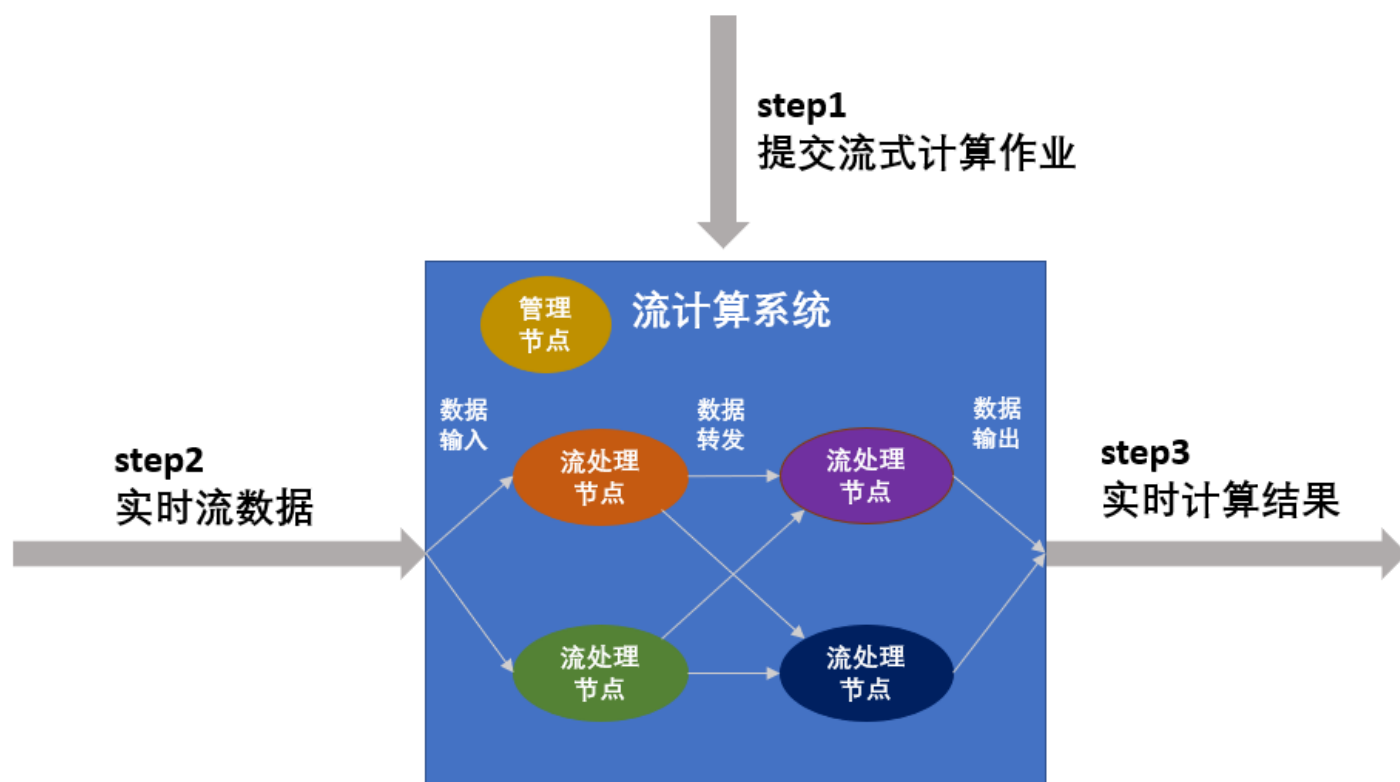 step1
提交流式计算作业
管理
节点
流计算系统
数据
输入
数据
转发
数据
输出
step2
实时流数据
流处理
节点
流处理
节点
step3
实时计算结果
流处理
节点
流处理
节点